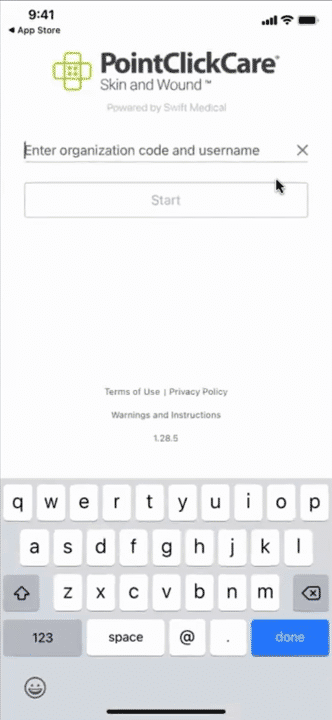 9:41
◀ App Store
PointClickCare®
Skin and Wound™
Powered by Swift Medical
Enter organization code and username
Start
Terms of Use | Privacy Policy
Warnings and Instructions
1.28.5
q w e r t y u i o p
a s d f g h j k l
z x c v b n m
123 space @ . done